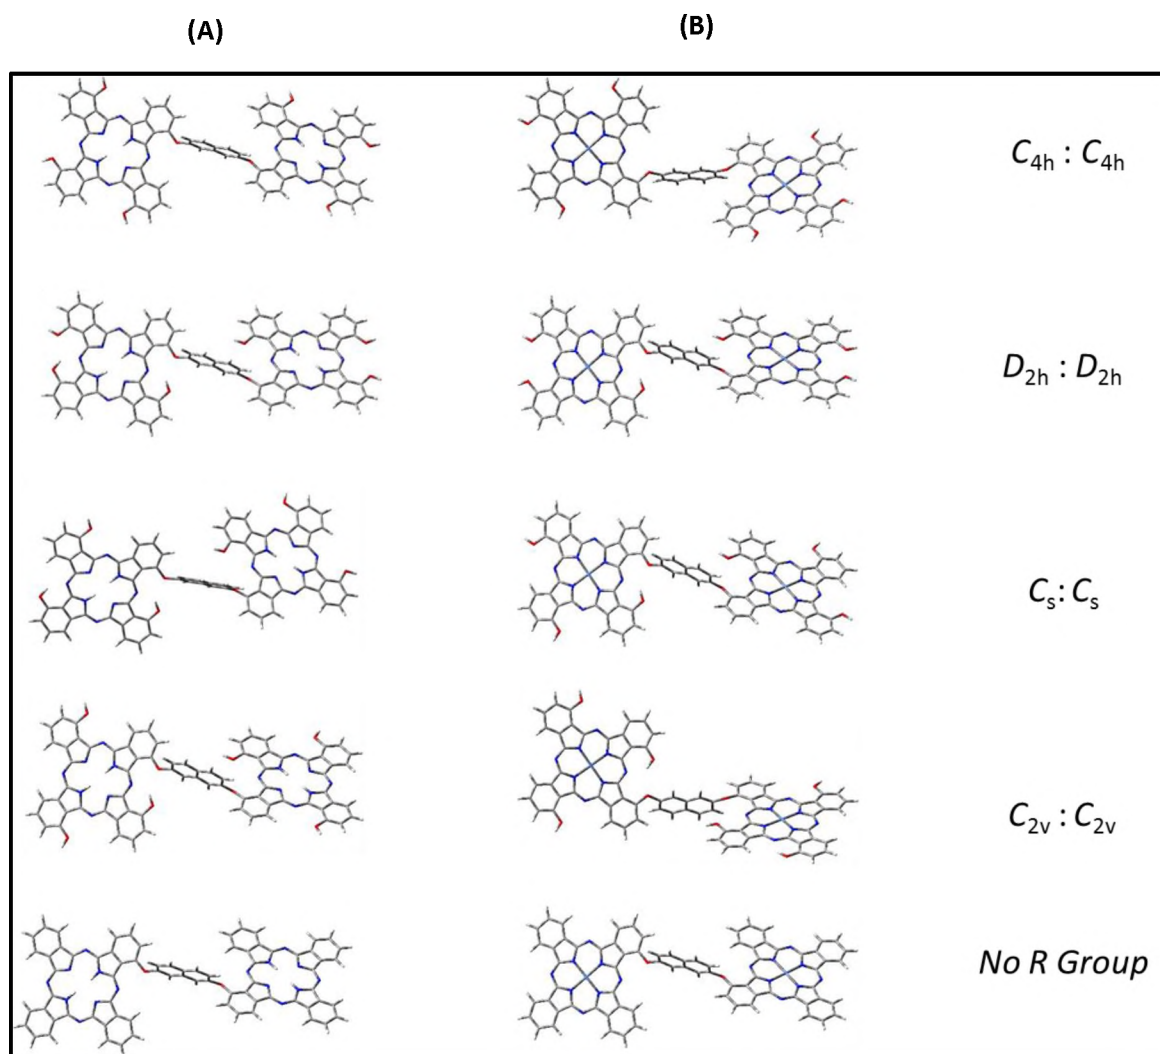 (A)
(B)
C4h : C4h
D2h : D2h
Cs : Cs
C2v : C2v
No R Group